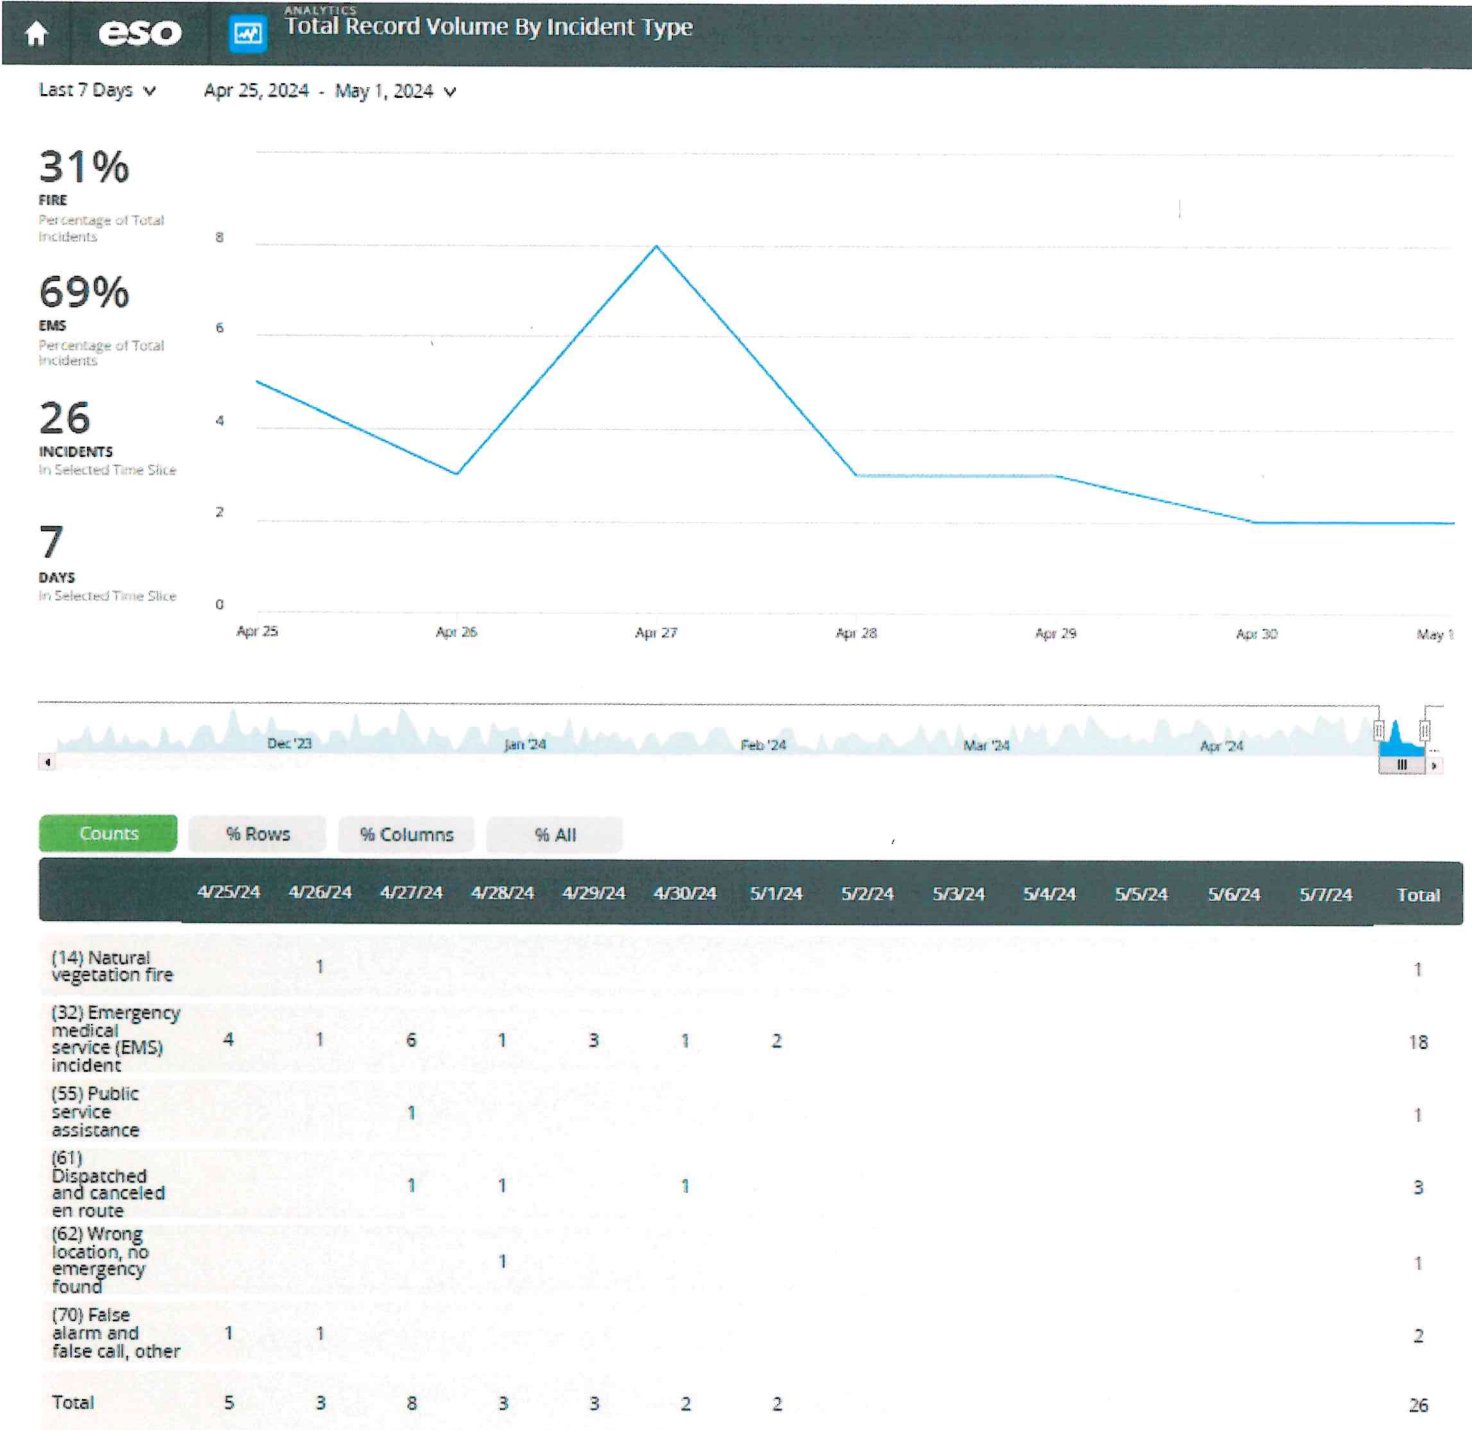 ANALYTICS
eso Total Record Volume By Incident Type
Last 7 Days Apr 25, 2024 - May 1, 2024
31%
FIRE
Percentage of Total
Incidents
69%
EMS
Percentage of Total
Incidents
26
INCIDENTS
In Selected Time Slice
7
DAYS
In Selected Time Slice
8
6
4
2
0
Apr 25 Apr 26 Apr 27 Apr 28 Apr 29 Apr 30 May 1
Dec '23 Jan '24 Feb '24 Mar '24 Apr '24 ...
Counts % Rows % Columns % All
4/25/24 4/26/24 4/27/24 4/28/24 4/29/24 4/30/24 5/1/24 5/2/24 5/3/24 5/4/24 5/5/24 5/6/24 5/7/24 Total
(14) Natural
vegetation fire 1 1
(32) Emergency
medical
service (EMS)
incident 4 1 6 1 3 1 2 18
(55) Public
service
assistance 1 1
(61)
Dispatched
and canceled
en route 1 1 1 3
(62) Wrong
location, no
emergency
found 1 1
(70) False
alarm and
false call, other 1 1 2
Total 5 3 8 3 3 2 2 26